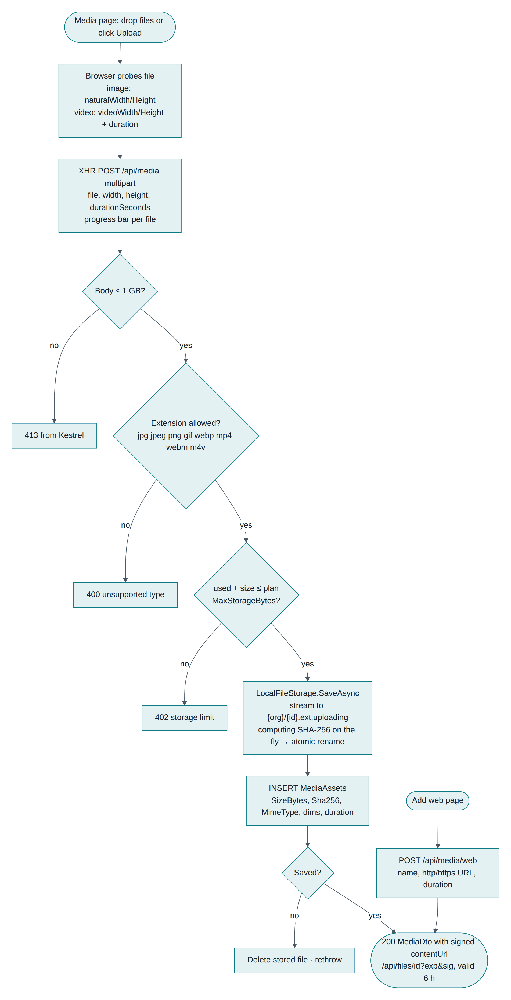 Media page: drop files or
click Upload
Browser probes file
image:
naturalWidth/Height
video: videoWidth/Height
+ duration
XHR POST /api/media
multipart
file, width, height,
durationSeconds
progress bar per file
Body ≤ 1 GB?
no
yes
413 from Kestrel
Extension allowed?
jpg jpeg png gif webp mp4
webm m4v
no
yes
400 unsupported type
used + size ≤ plan
MaxStorageBytes?
no
yes
402 storage limit
LocalFileStorage.SaveAsync
stream to
{org}/{id}.ext.uploading
computing SHA-256 on the
fly → atomic rename
INSERT MediaAssets
SizeBytes, Sha256,
MimeType, dims, duration
Add web page
Saved?
POST /api/media/web
name, http/https URL,
duration
no
yes
Delete stored file · rethrow
200 MediaDto with signed
contentUrl
/api/files/id?exp&sig, valid
6 h